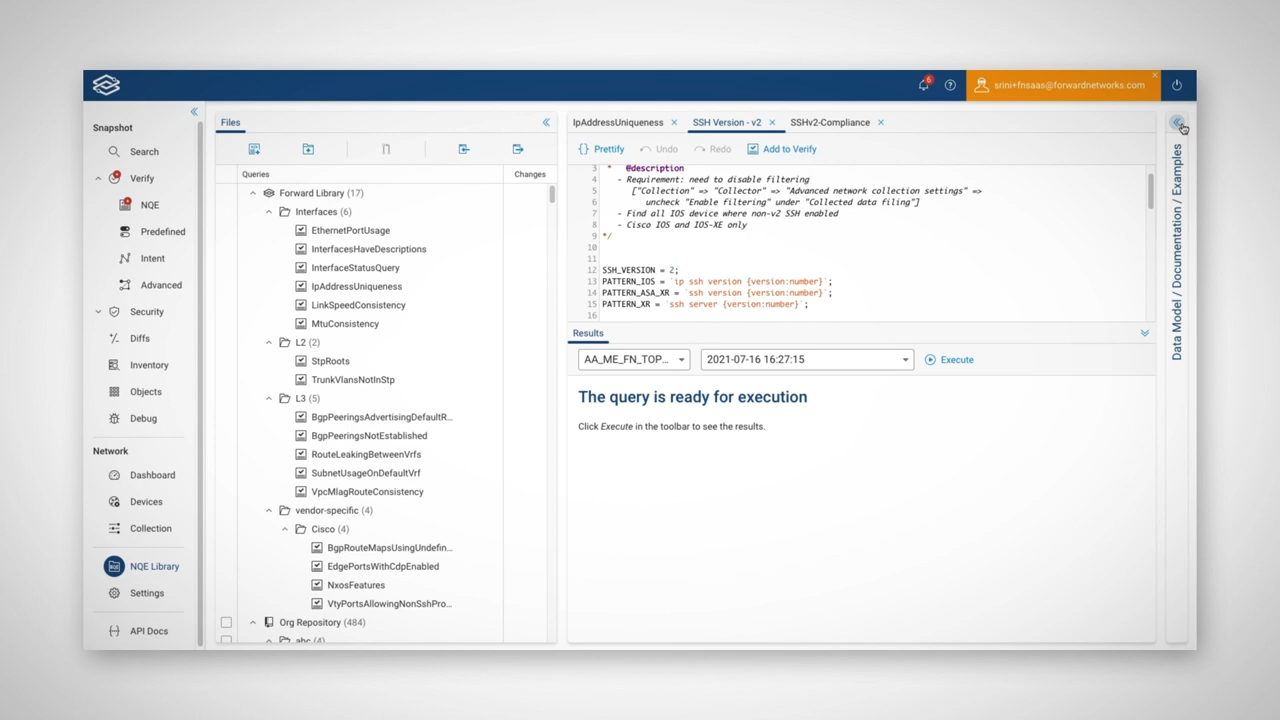 6
srini+fnsaas@forwardnetworks.com
Snapshot
Search
Verify
NQE
Predefined
Intent
Advanced
Security
Diffs
Inventory
Objects
Debug
Network
Dashboard
Devices
Collection
NQE
NQE Library
Settings
API Docs
Files
Queries
Changes
Forward Library (17)
Interfaces (6)
EthernetPortUsage
InterfacesHaveDescriptions
InterfaceStatusQuery
IpAddressUniqueness
LinkSpeedConsistency
MtuConsistency
L2 (2)
StpRoots
TrunkVlansNotInStp
L3 (5)
BgpPeeringsAdvertisingDefaultR...
BgpPeeringsNotEstablished
RouteLeakingBetweenVrfs
SubnetUsageOnDefaultVrf
VpcMlagRouteConsistency
vendor-specific (4)
Cisco (4)
BgpRouteMapsUsingUndefin...
EdgePortsWithCdpEnabled
NxosFeatures
VtyPortsAllowingNonSshPro...
Org Repository (484)
abc (4)
IpAddressUniqueness
SSH Version - v2
SSHv2-Compliance
{} Prettify
Undo
Redo
Add to Verify
3 * @description
4 - Requirement: need to disable filtering
5 ["Collection" => "Collector" => "Advanced network collection settings" =>
6 uncheck "Enable filtering" under "Collected data filing"]
7 - Find all IOS device where non-v2 SSH enabled
8 - Cisco IOS and IOS-XE only
9 */
10
11
12 SSH_VERSION = 2;
13 PATTERN_IOS = `ip ssh version {version:number}`;
14 PATTERN_ASA_XR = `ssh version {version:number}`;
15 PATTERN_XR = `ssh server {version:number}`;
16
Results
AA_ME_FN_TOP...
2021-07-16 16:27:15
Execute
The query is ready for execution
Click Execute in the toolbar to see the results.
Data Model / Documentation / Examples